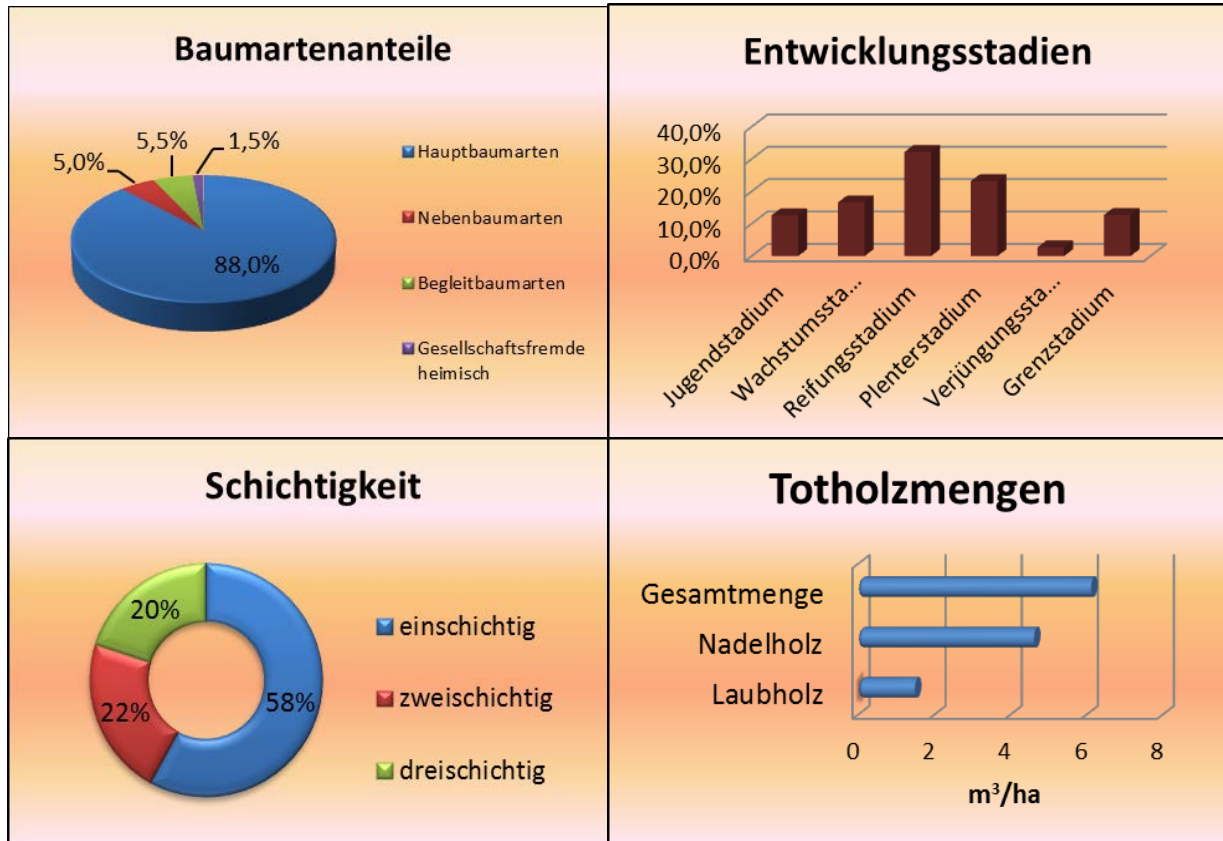 Baumartenanteile
5,0%
5,5%
1,5%
88,0%
Hauptbaumarten
Nebenbaumarten
Begleitbaumarten
Gesellschaftsfremde
heimisch
Entwicklungsstadien
40,0%
30,0%
20,0%
10,0%
0,0%
Jugendstadium
Wachstumssta...
Reifungsstadium
Plenterstadium
Verjüngungssta...
Grenzstadium
Schichtigkeit
20%
22%
58%
einschichtig
zweischichtig
dreischichtig
Totholzmengen
Gesamtmenge
Nadelholz
Laubholz
0 2 4 6 8
m³/ha